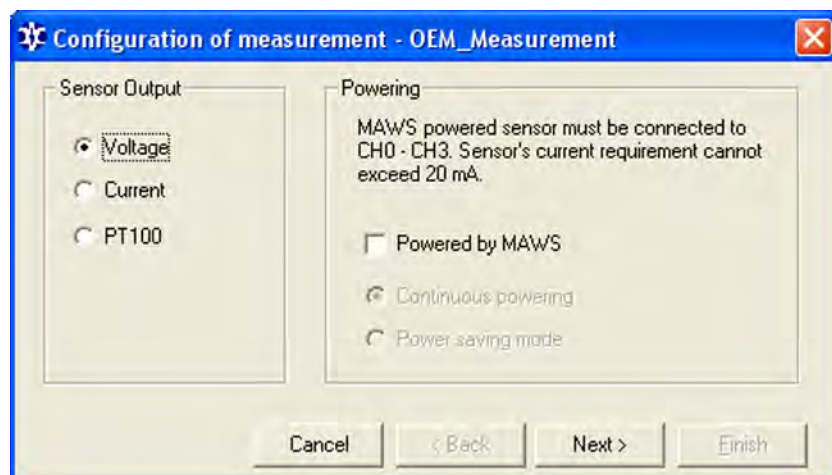 Configuration of measurement - OEM_Measurement
Sensor Output
Voltage
Current
PT100
Powering
MAWS powered sensor must be connected to
CH0 - CH3. Sensor's current requirement cannot
exceed 20 mA.
Powered by MAWS
Continuous powering
Power saving mode
Cancel
< Back
Next >
Finish